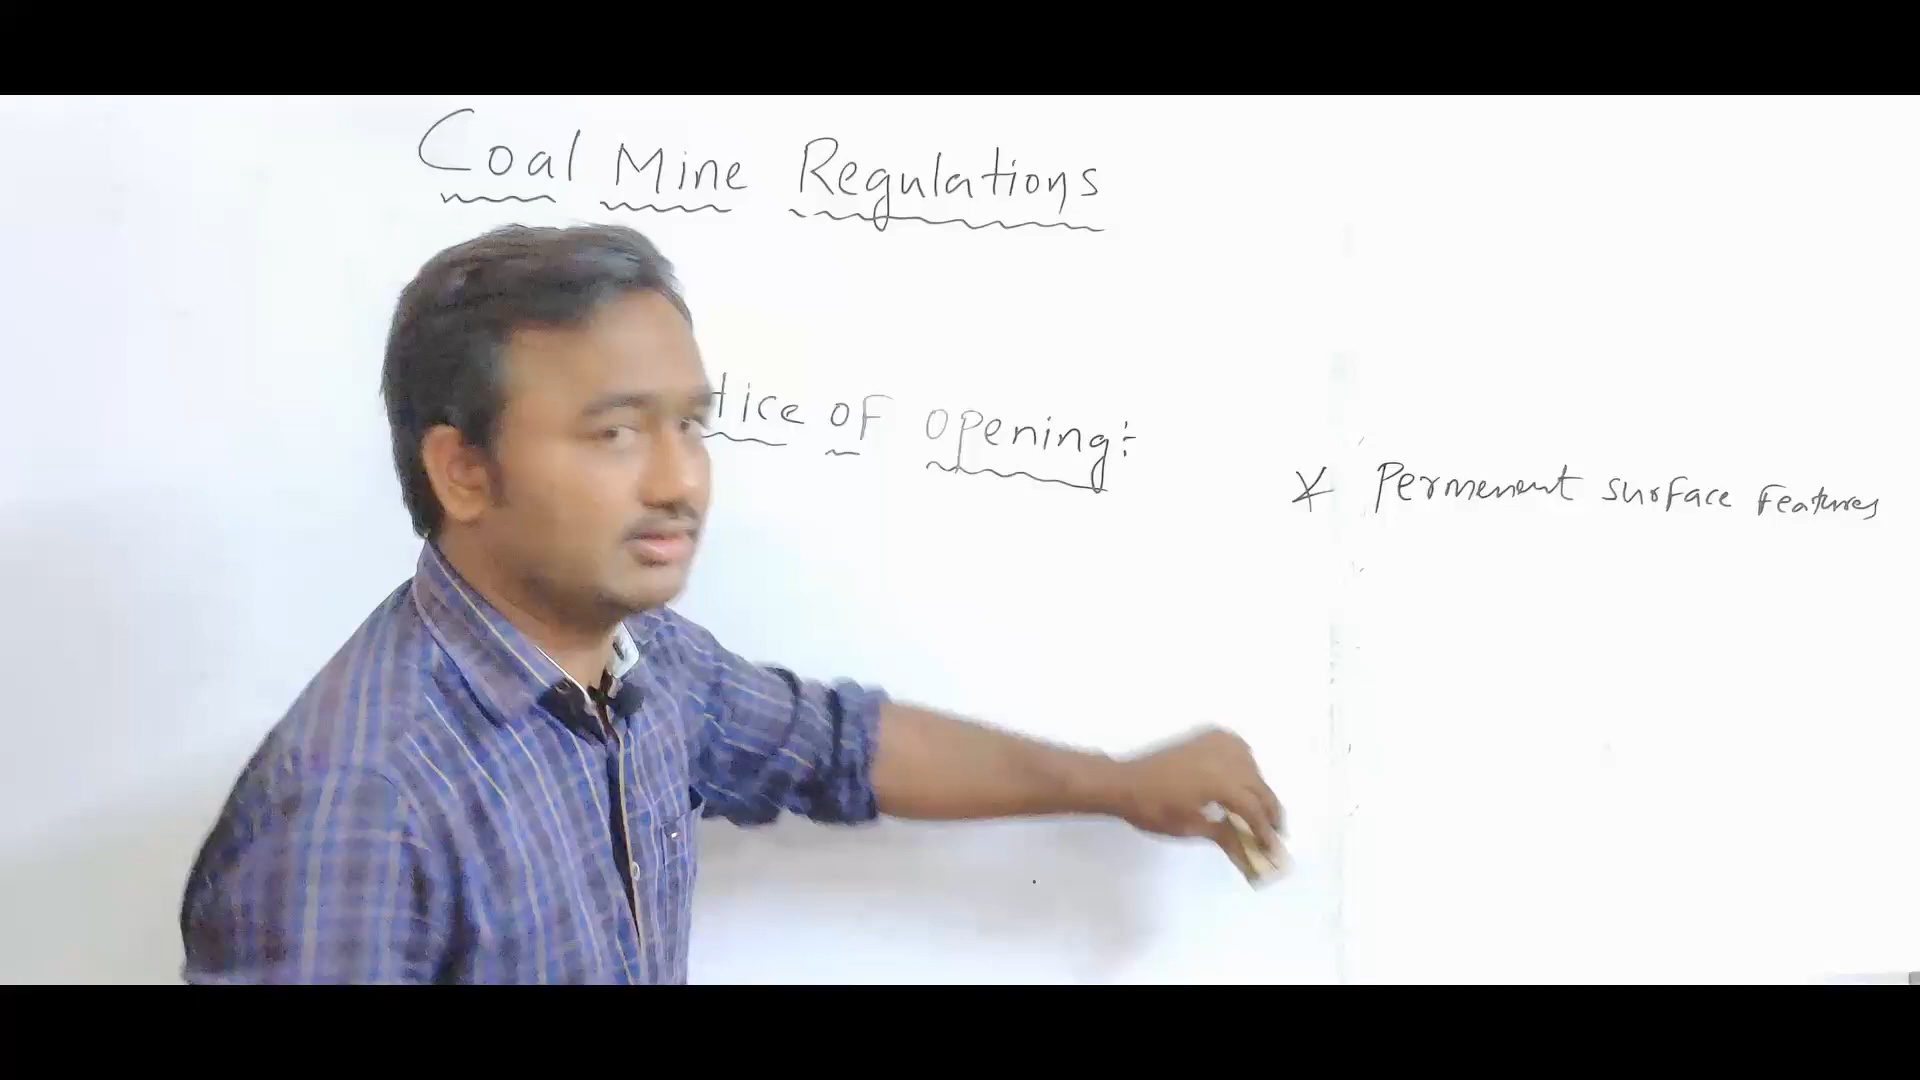 Coal Mine Regulations
tice of opening:
* Permenent surface Features